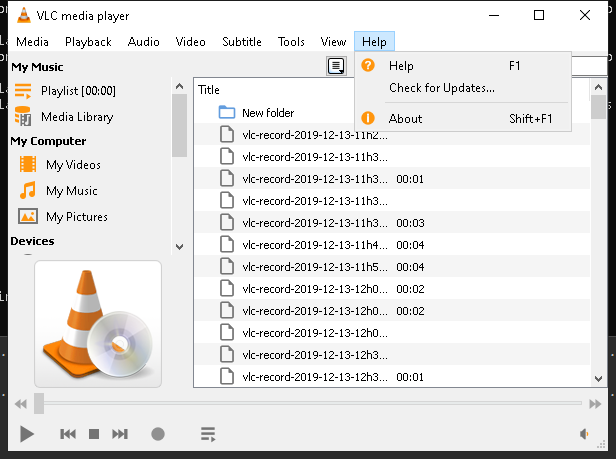 VLC media player
Media Playback Audio Video Subtitle Tools View Help
My Music
Playlist [00:00]
Media Library
My Computer
My Videos
My Music
My Pictures
Devices
Help F1
Check for Updates...
About Shift+F1
Title
New folder
vlc-record-2019-12-13-11h2...
vlc-record-2019-12-13-11h3...
vlc-record-2019-12-13-11h3... 00:01
vlc-record-2019-12-13-11h3...
vlc-record-2019-12-13-11h3... 00:03
vlc-record-2019-12-13-11h4... 00:04
vlc-record-2019-12-13-11h5... 00:04
vlc-record-2019-12-13-12h0... 00:02
vlc-record-2019-12-13-12h0... 00:02
vlc-record-2019-12-13-12h0...
vlc-record-2019-12-13-12h3...
vlc-record-2019-12-13-12h3... 00:01